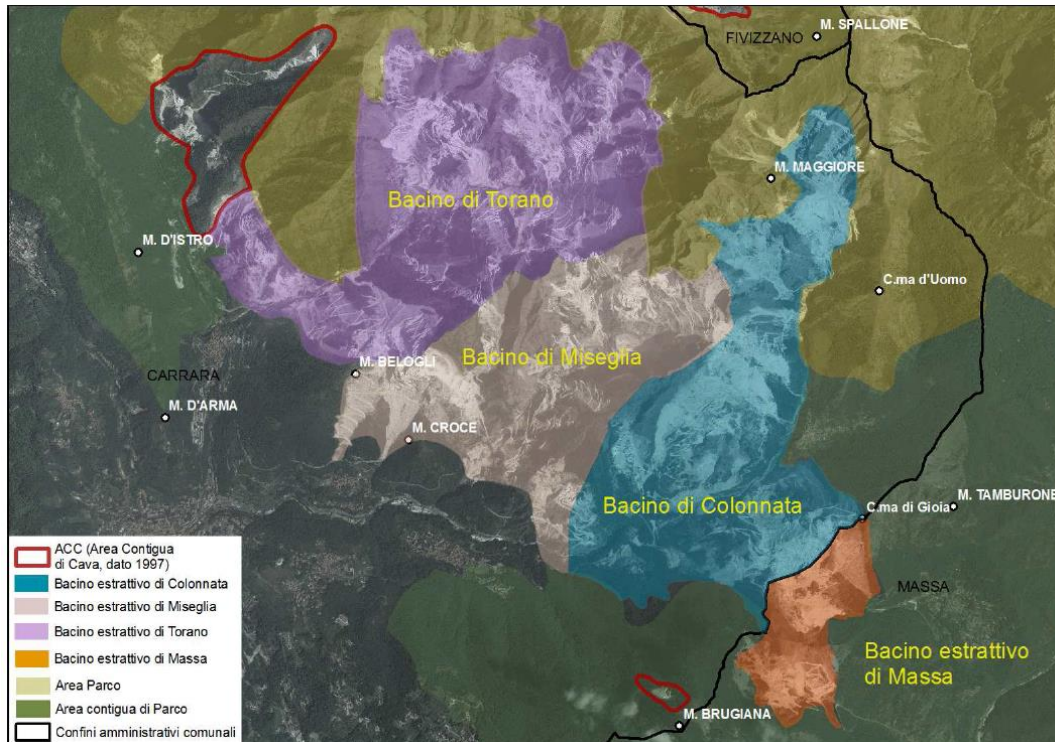 M. SPALLONE
FIVIZZANO
M. MAGGIORE
Bacino di Torano
M. D'ISTRO
C.ma d'Uomo
Bacino di Miseglia
M. BELOGLI
CARRARA
M. D'ARMA
M. CROCE
Bacino di Colonnata
M. TAMBURONE
C.ma di Gioia
MASSA
Bacino estrattivo
di Massa
M. BRUGIANA
ACC (Area Contigua
di Cava, dato 1997)
Bacino estrattivo di Colonnata
Bacino estrattivo di Miseglia
Bacino estrattivo di Torano
Bacino estrattivo di Massa
Area Parco
Area contigua di Parco
Confini amministrativi comunali